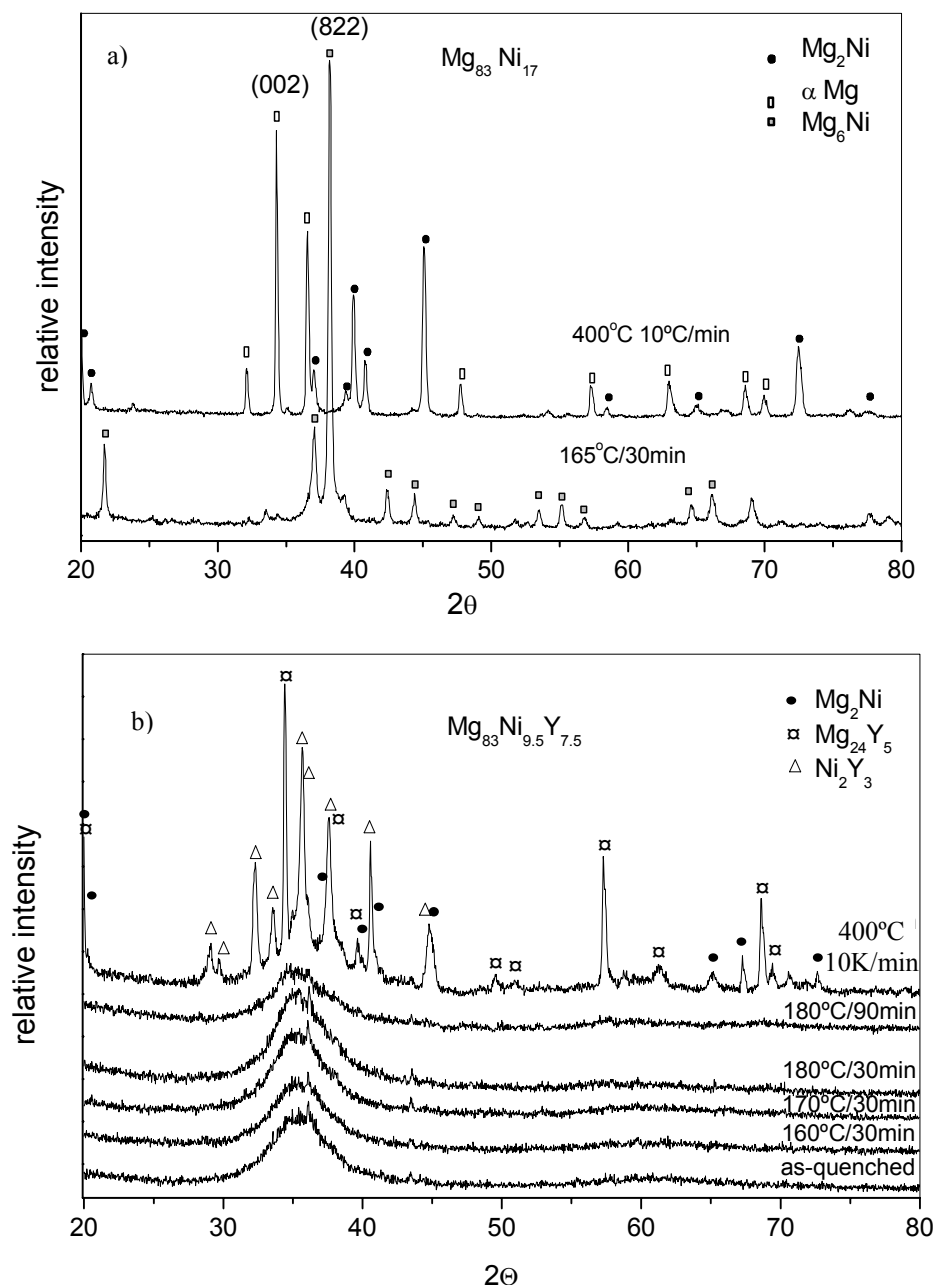 (822)
a)
Mg₈₃ Ni₁₇
Mg₂Ni
α Mg
Mg₆Ni
(002)
relative intensity
400°C 10ºC/min
165°C/30min
20 30 40 50 60 70 80
2θ
b)
Mg₈₃Ni₉.₅Y₇.₅
Mg₂Ni
Mg₂₄Y₅
Ni₂Y₃
relative intensity
400ºC
10K/min
180ºC/90min
180ºC/30min
170ºC/30min
160ºC/30min
as-quenched
20 30 40 50 60 70 80
2Θ